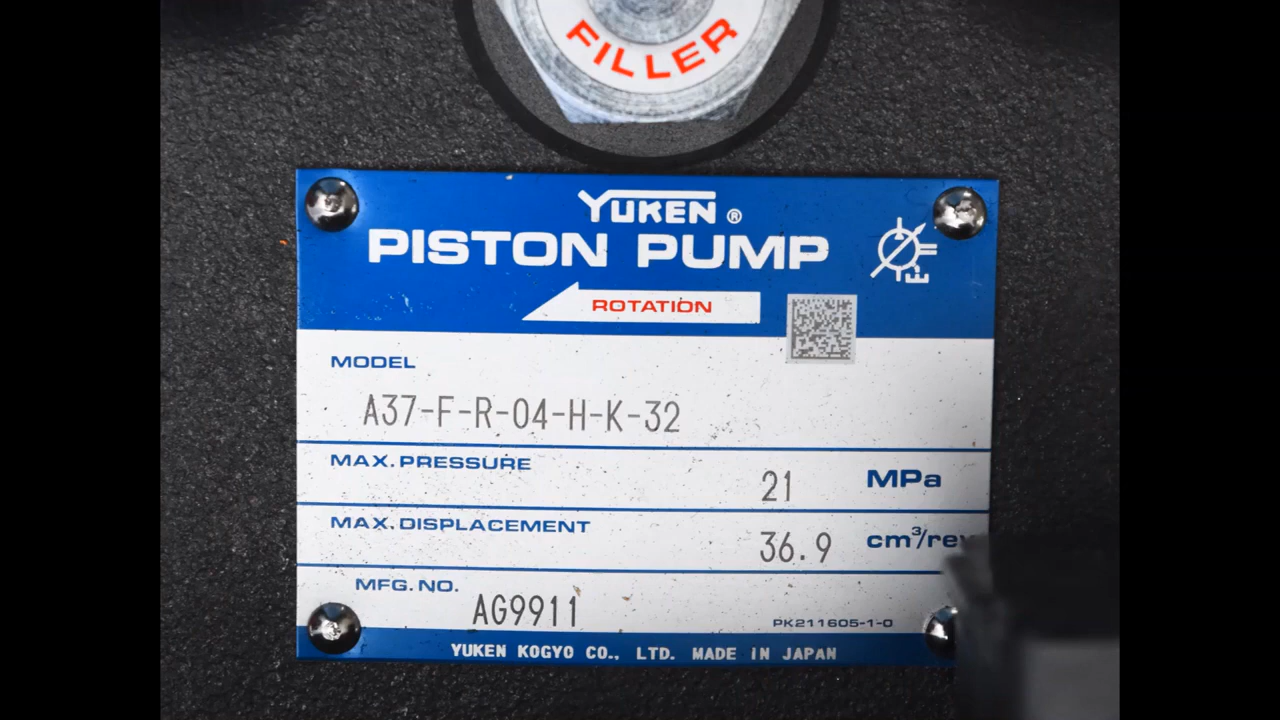 FILLER
YUKEN®
PISTON PUMP
ROTATION
MODEL
A37-F-R-04-H-K-32
MAX. PRESSURE 21 MPa
MAX. DISPLACEMENT 36.9 cm³/rev
MFG. NO. AG9911
PK211605-1-0
YUKEN KOGYO CO., LTD. MADE IN JAPAN